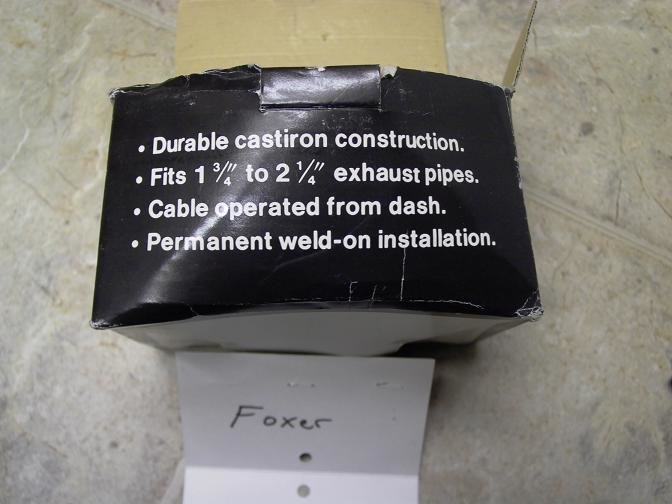 • Durable castiron construction.
• Fits 1 3/4" to 2 1/4" exhaust pipes.
• Cable operated from dash.
• Permanent weld-on installation.
Foxer